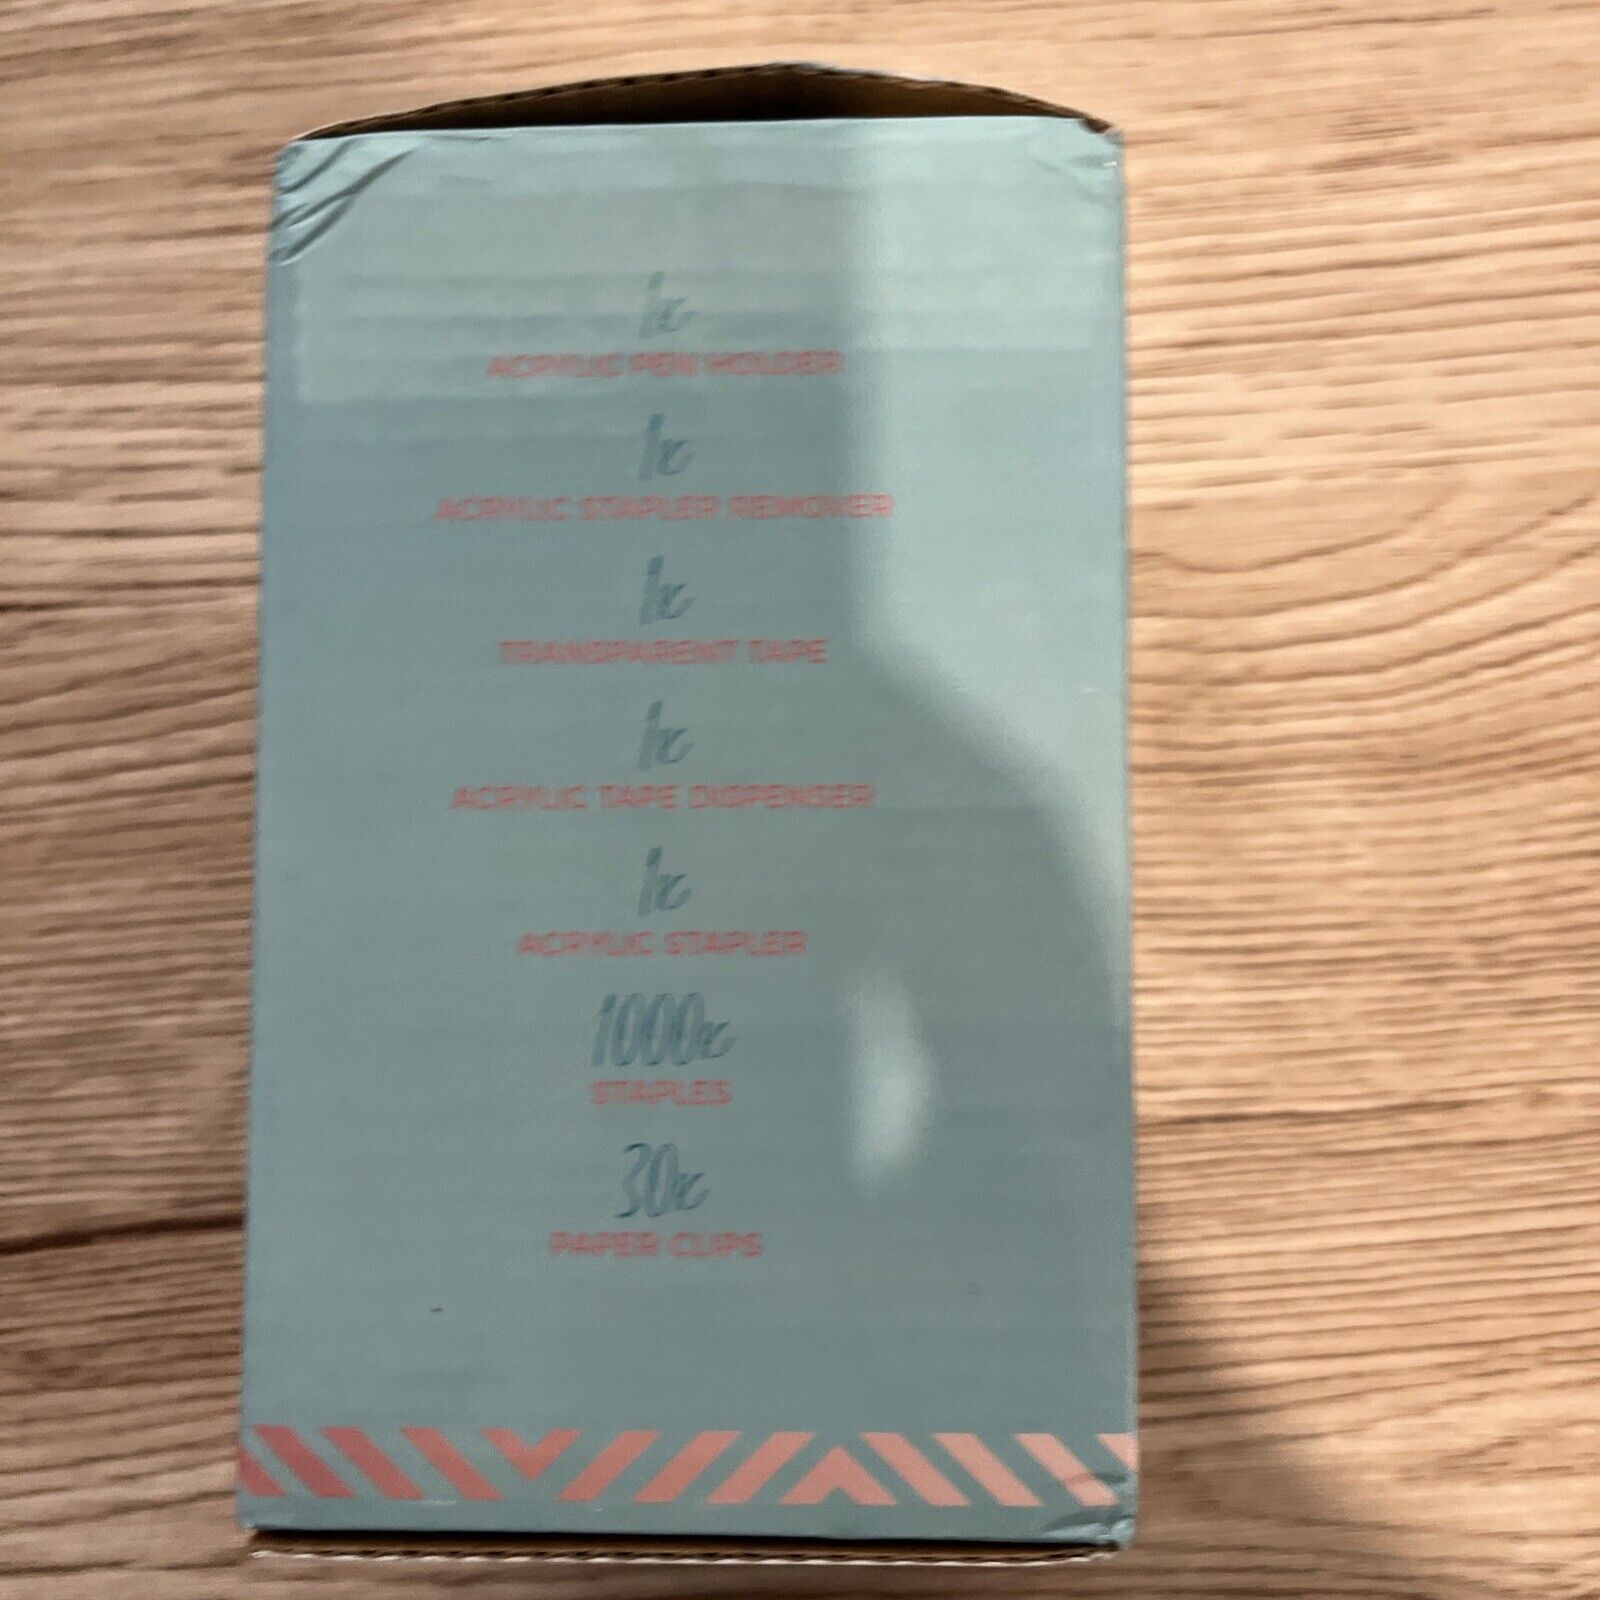 1x
ACRYLIC PEN HOLDER
1x
ACRYLIC STAPLER REMOVER
1x
TRANSPARENT TAPE
1x
ACRYLIC TAPE DISPENSER
1x
ACRYLIC STAPLER
1000x
STAPLES
30x
PAPER CLIPS